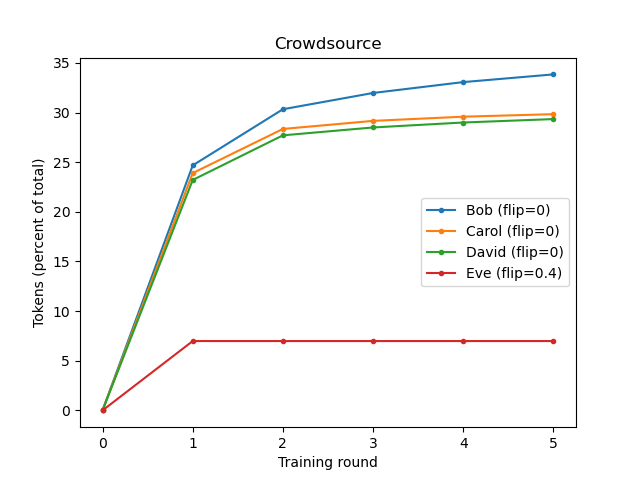 Crowdsource
Tokens (percent of total)
35
30
25
20
15
10
5
0
Bob (flip=0)
Carol (flip=0)
David (flip=0)
Eve (flip=0.4)
0 1 2 3 4 5
Training round